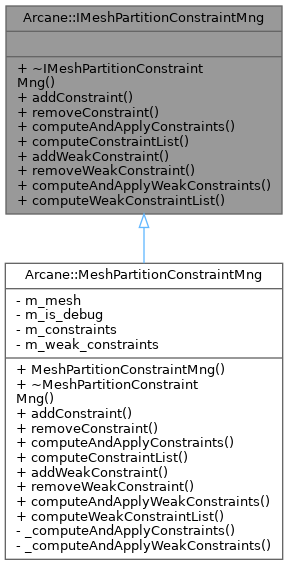 Arcane::IMeshPartitionConstraintMng
+ ~IMeshPartitionConstraint
Mng()
+ addConstraint()
+ removeConstraint()
+ computeAndApplyConstraints()
+ computeConstraintList()
+ addWeakConstraint()
+ removeWeakConstraint()
+ computeAndApplyWeakConstraints()
+ computeWeakConstraintList()
Arcane::MeshPartitionConstraintMng
- m_mesh
- m_is_debug
- m_constraints
- m_weak_constraints
+ MeshPartitionConstraintMng()
+ ~MeshPartitionConstraint
Mng()
+ addConstraint()
+ removeConstraint()
+ computeAndApplyConstraints()
+ computeConstraintList()
+ addWeakConstraint()
+ removeWeakConstraint()
+ computeAndApplyWeakConstraints()
+ computeWeakConstraintList()
- _computeAndApplyConstraints()
- _computeAndApplyWeakConstraints()